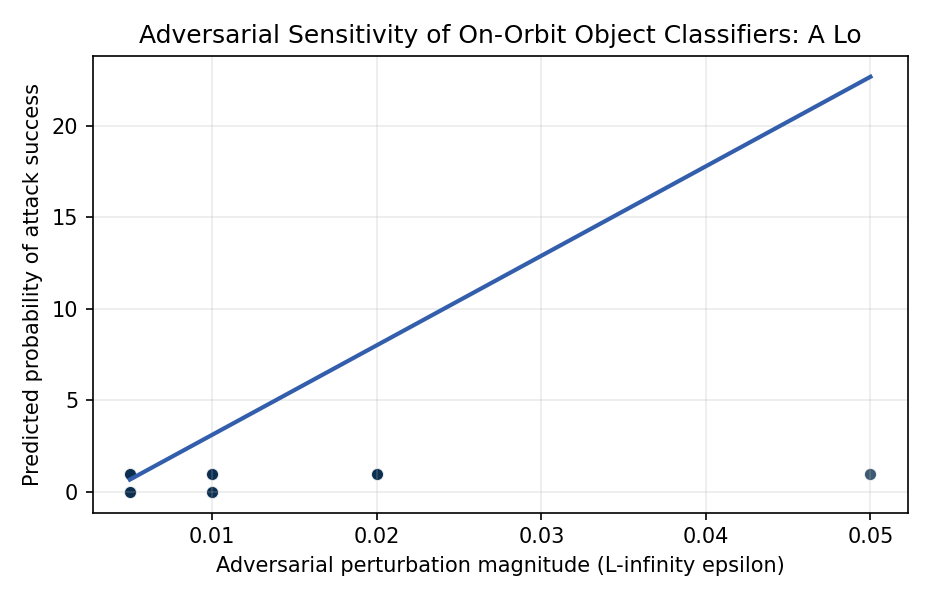 Adversarial Sensitivity of On-Orbit Object Classifiers: A Lo
Predicted probability of attack success
20
15
10
5
0
0.01 0.02 0.03 0.04 0.05
Adversarial perturbation magnitude (L-infinity epsilon)